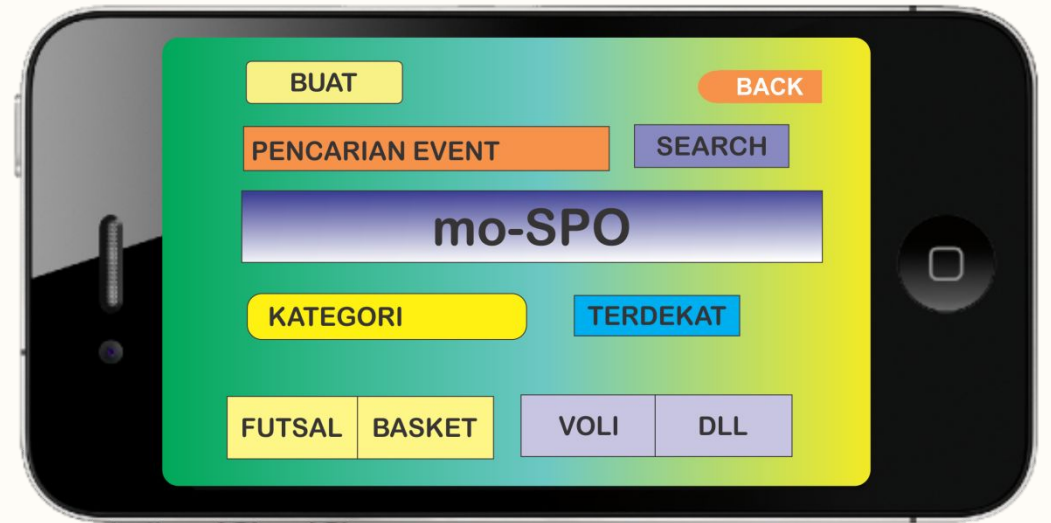 BUAT
BACK
PENCARIAN EVENT
SEARCH
mo-SPO
KATEGORI
TERDEKAT
FUTSAL
BASKET
VOLI
DLL